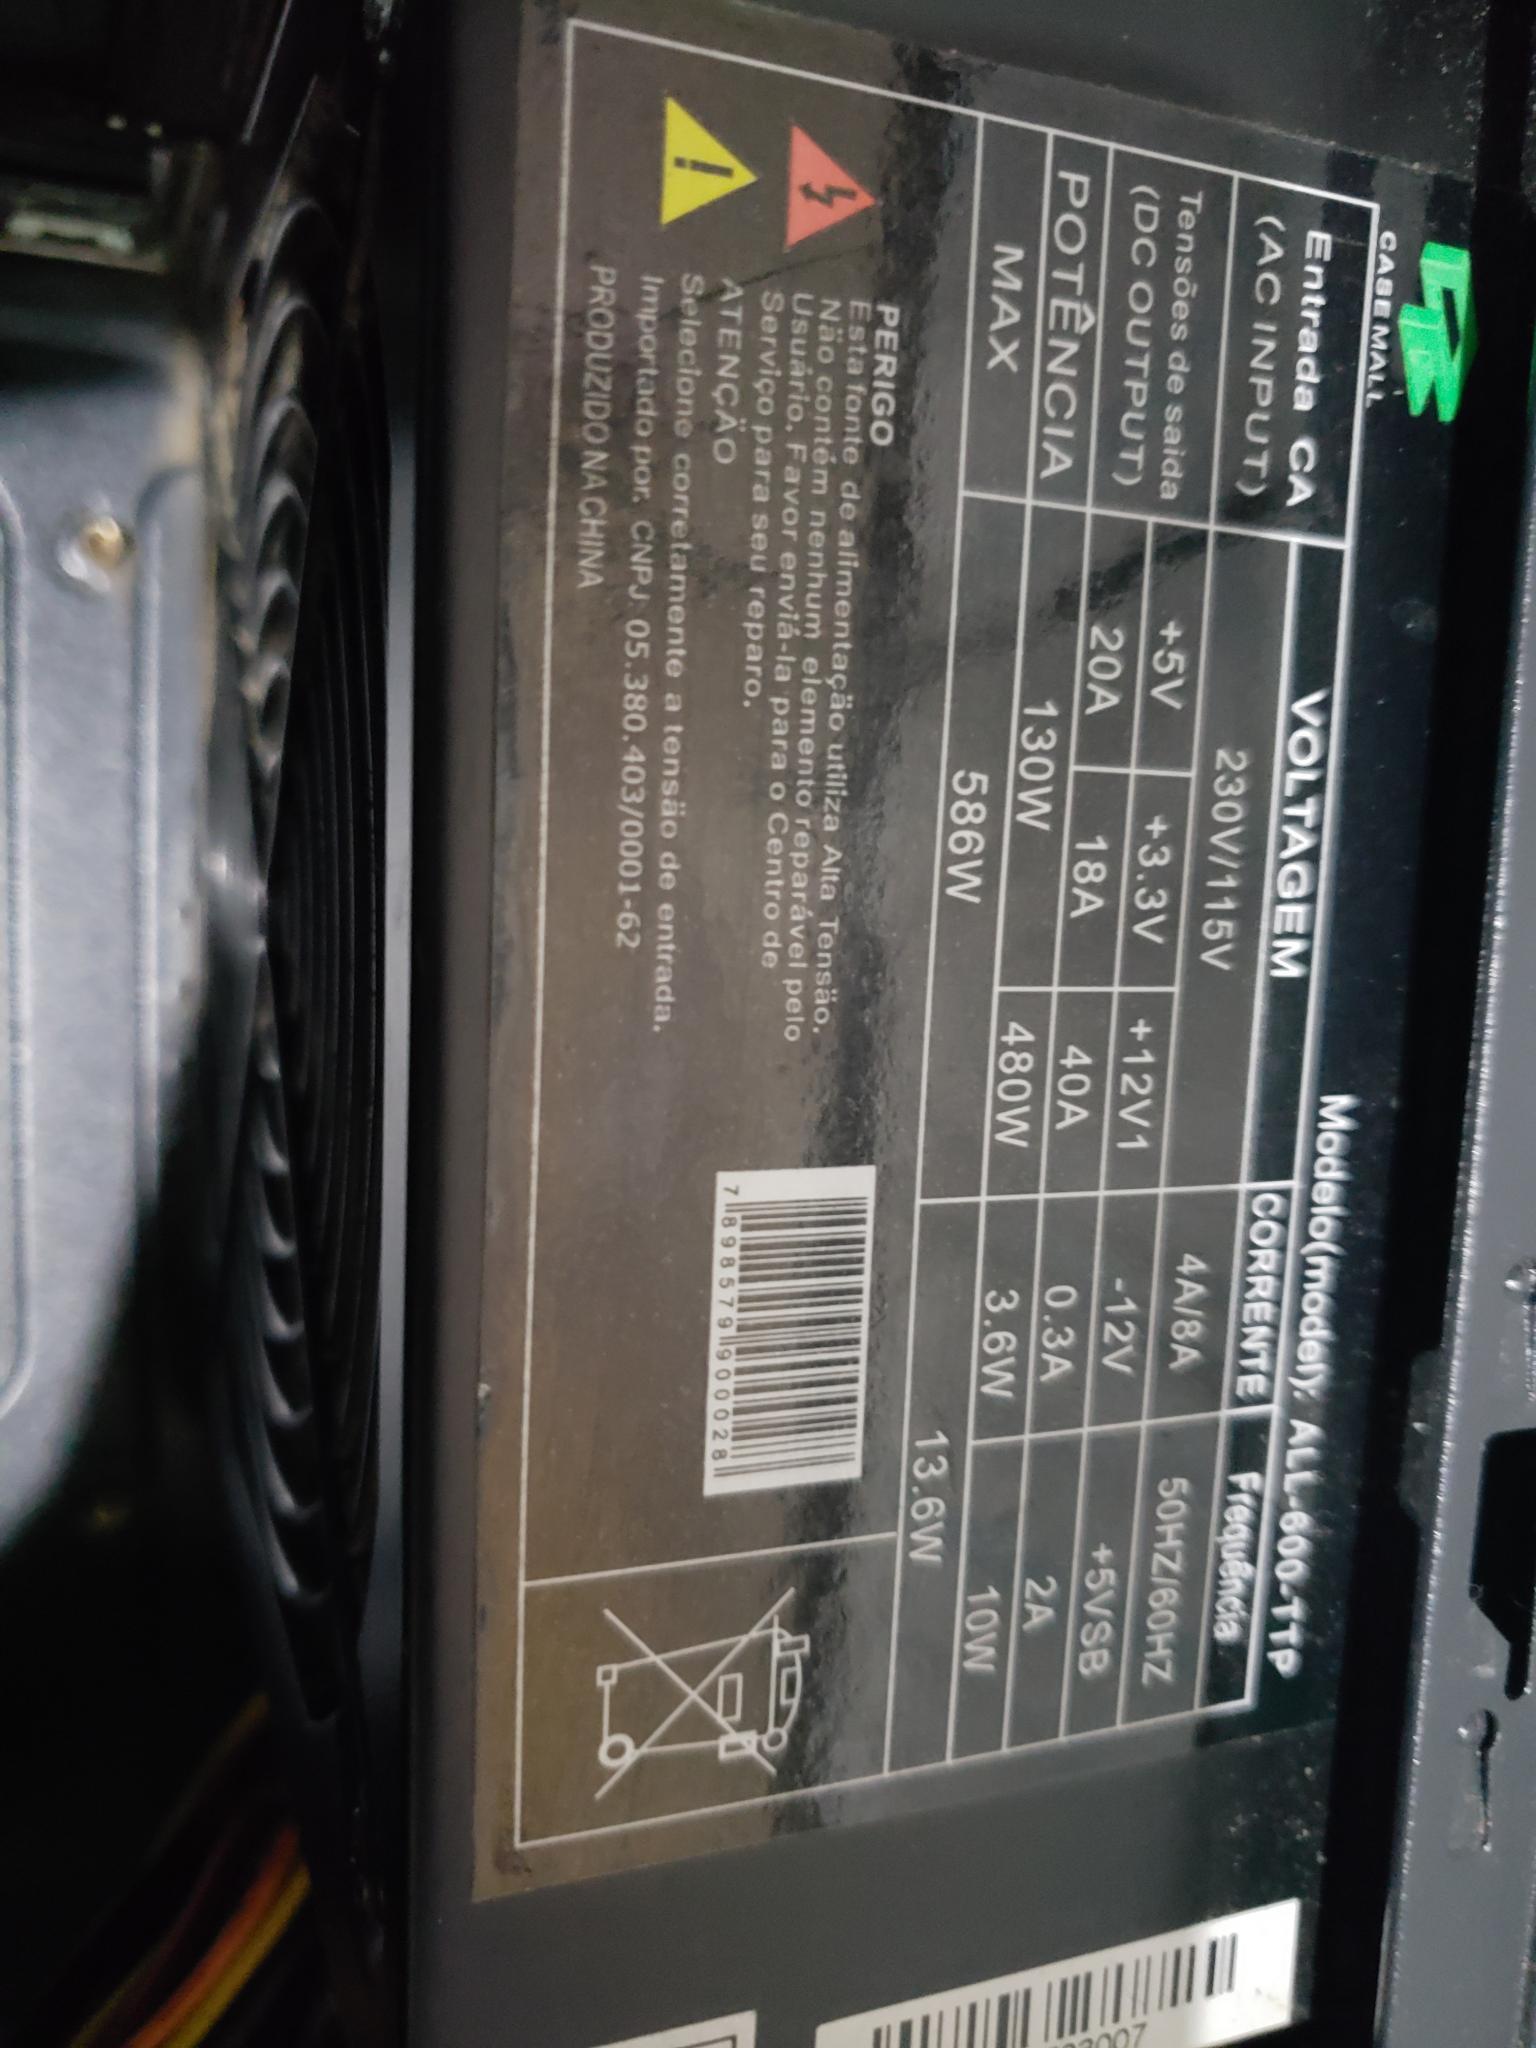 CASE MALL
Modelo(model): ALL-600-TTP
Entrada CA
(AC INPUT)
VOLTAGEM
CORRENTE
Frequência
230V/115V
4A/8A
50HZ/60HZ
Tensões de saida
(DC OUTPUT)
+5V
+3.3V
+12V1
-12V
+5VSB
20A
18A
40A
0.3A
2A
POTÊNCIA
MAX
130W
480W
3.6W
10W
586W
13.6W
PERIGO
Esta fonte de alimentação utiliza Alta Tensão.
Não contém nenhum elemento reparável pelo
Usuário. Favor enviá-la para o Centro de
Serviço para seu reparo.
ATENÇÃO
Selecione corretamente a tensão de entrada.
Importado por: CNPJ: 05.380.403/0001-62
PRODUZIDO NA CHINA
7 898579 900028